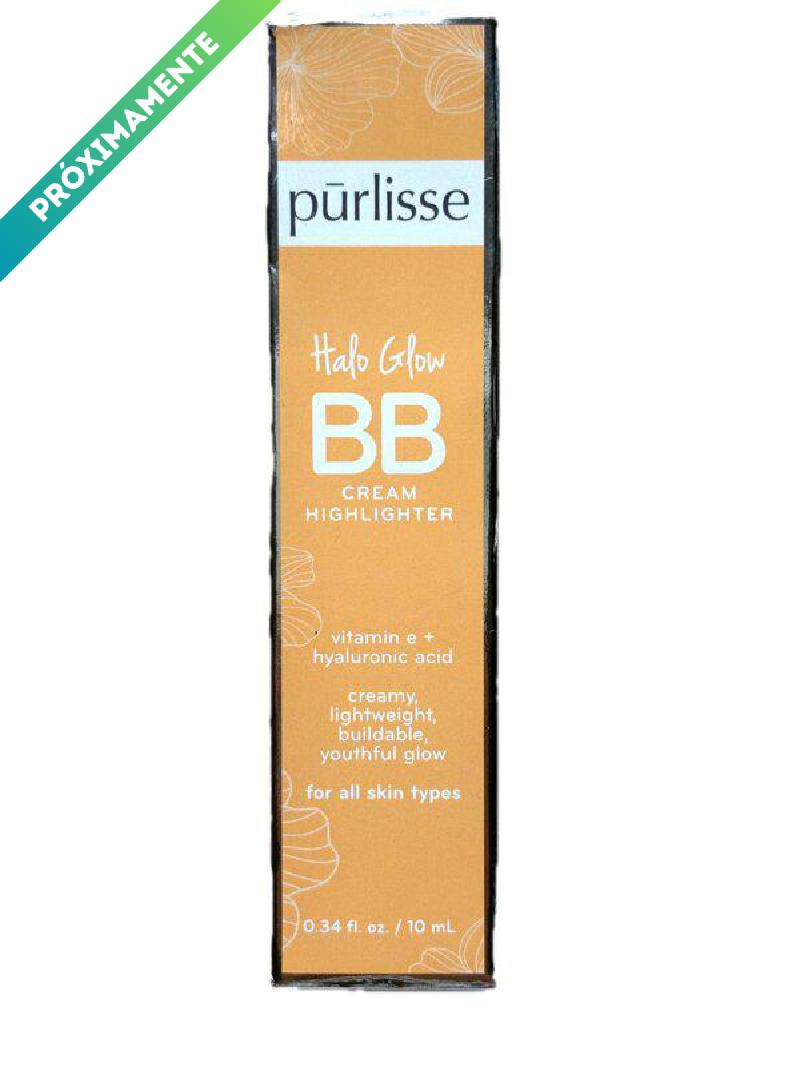 PRÓXIMAMENTE
pūrlisse
Halo Glow
BB
CREAM
HIGHLIGHTER
vitamin e +
hyaluronic acid
creamy,
lightweight,
buildable,
youthful glow
for all skin types
0.34 fl. oz. / 10 mL